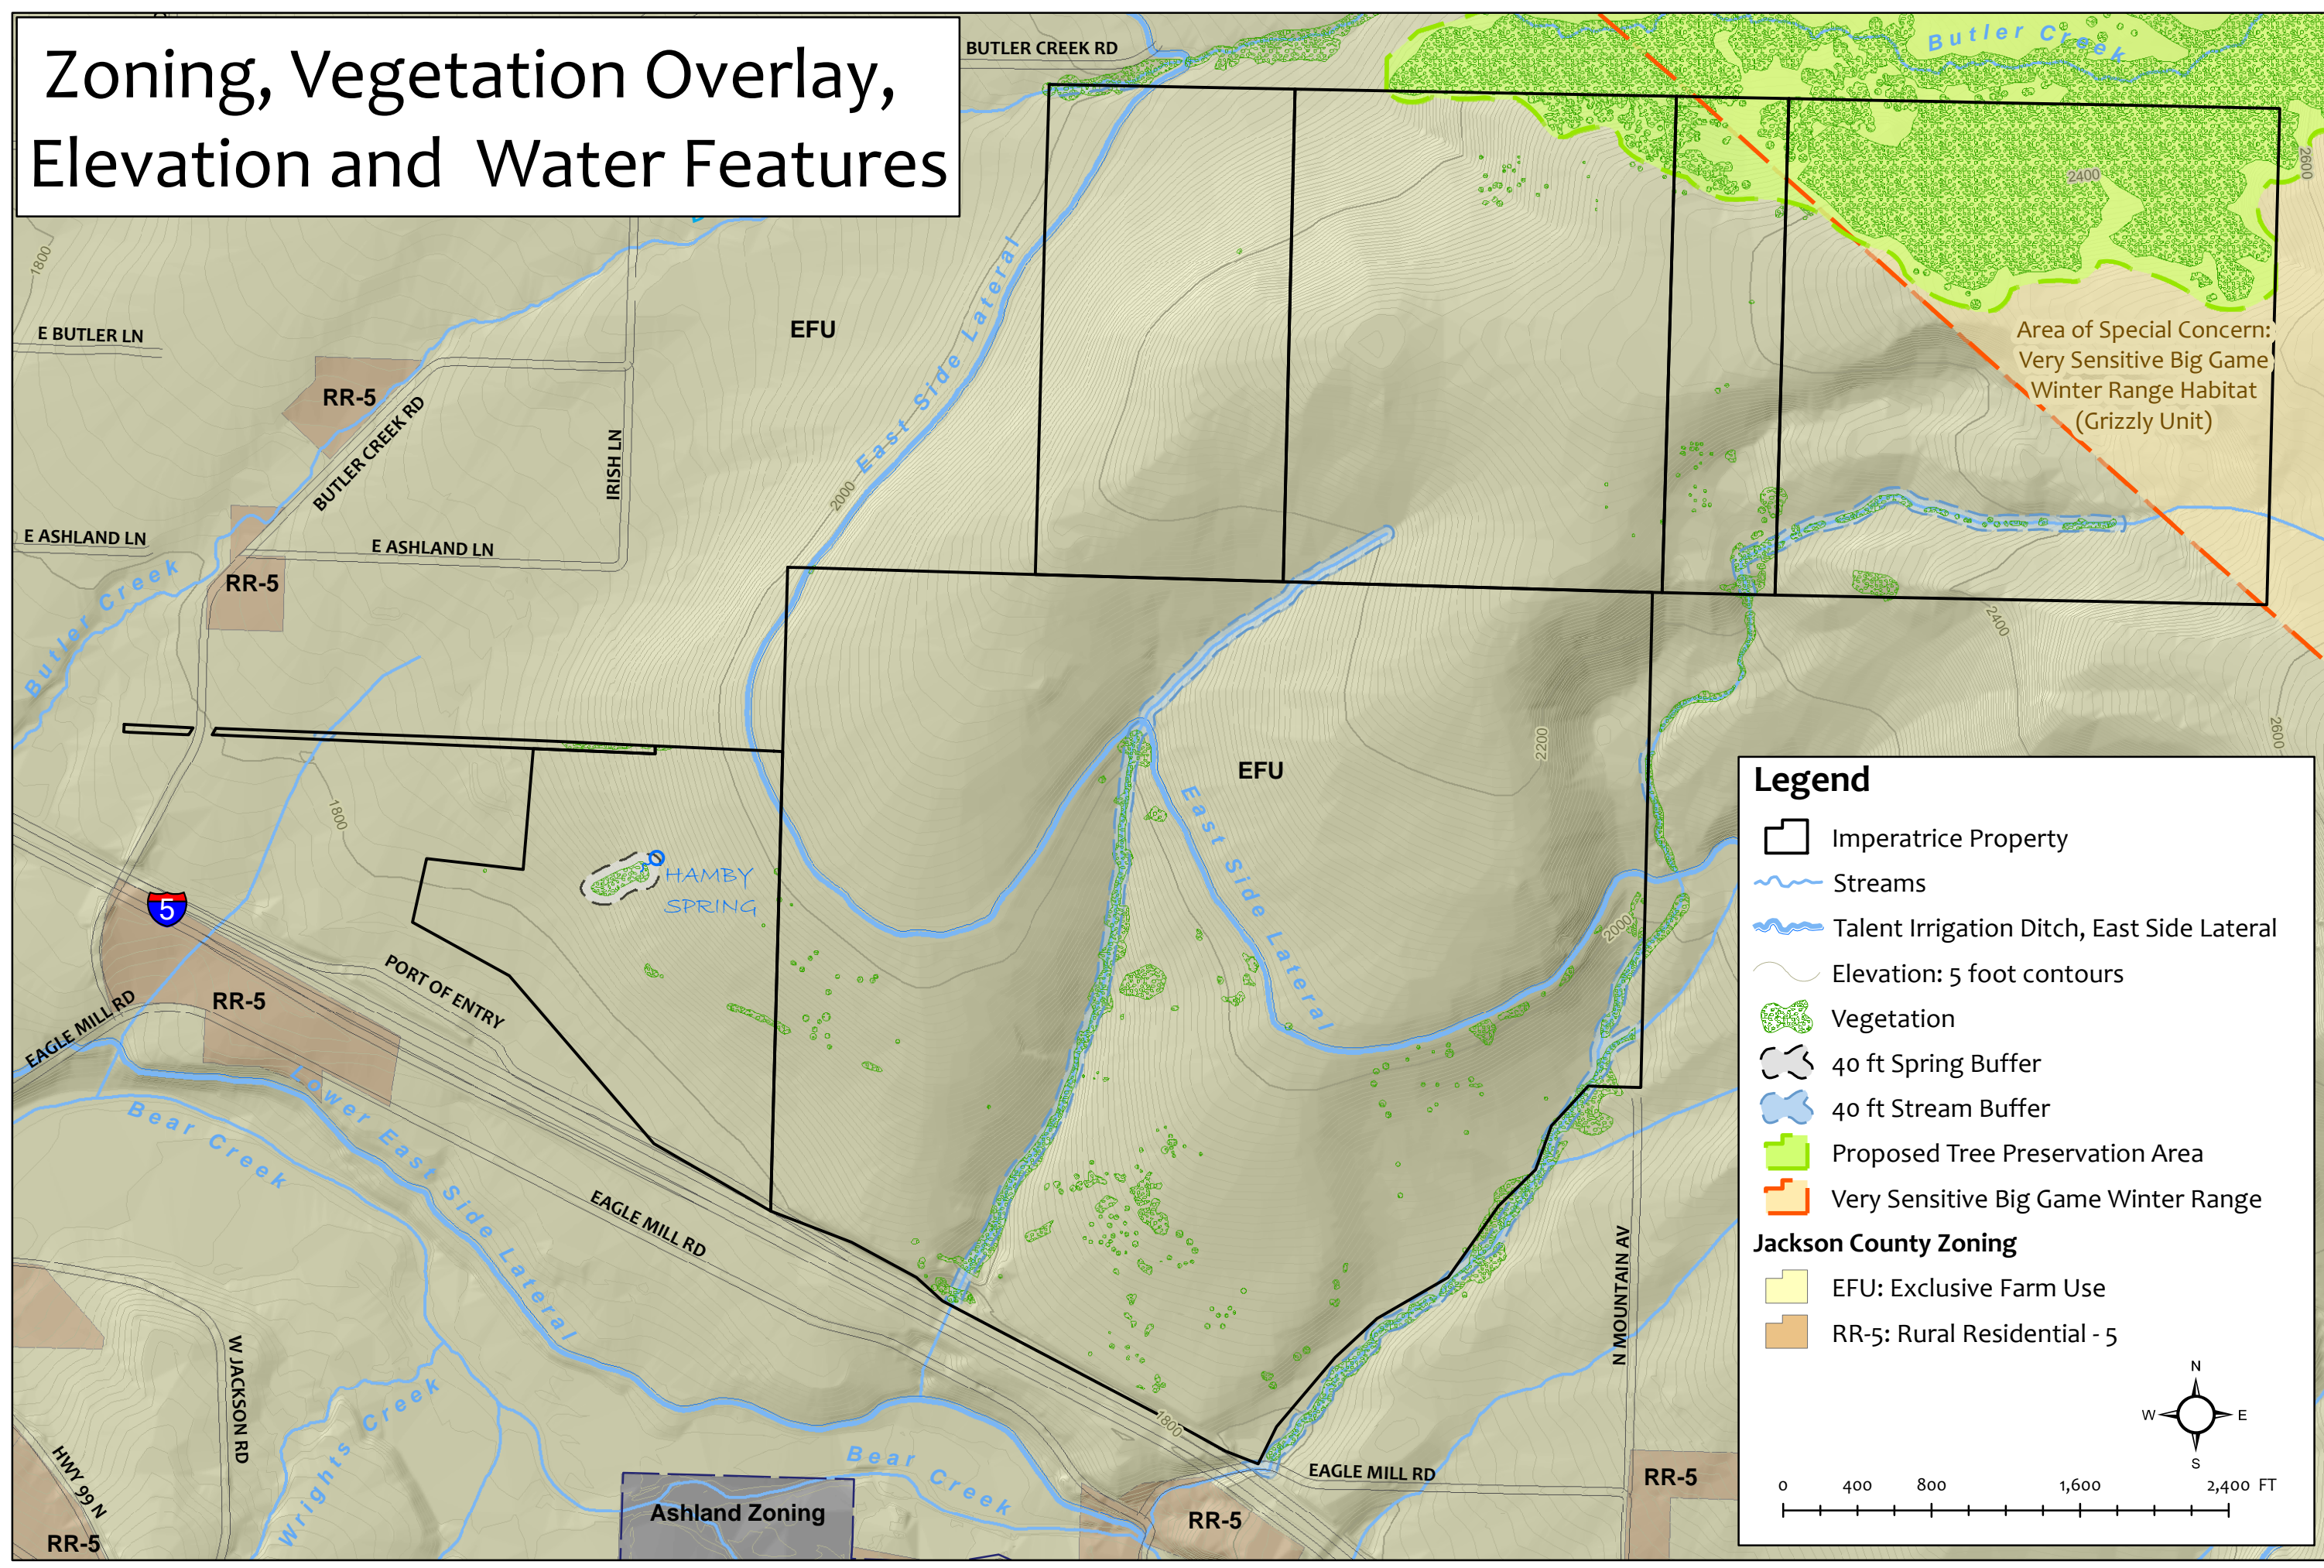 Zoning, Vegetation Overlay,
Elevation and Water Features
BUTLER CREEK RD
Butler Creek
2600
2400
1800
E BUTLER LN
EFU
East Side Lateral
Area of Special Concern:
Very Sensitive Big Game
Winter Range Habitat
(Grizzly Unit)
RR-5
BUTLER CREEK RD
IRISH LN
2000
E ASHLAND LN
E ASHLAND LN
RR-5
Butler Creek
2400
2200
2600
EFU
1800
HAMBY
SPRING
East Side Lateral
2000
5
PORT OF ENTRY
RR-5
EAGLE MILL RD
Lower East Side Lateral
Bear Creek
EAGLE MILL RD
N MOUNTAIN AV
W JACKSON RD
Wrights Creek
HWY 99 N
RR-5
1800
Bear Creek
Ashland Zoning
EAGLE MILL RD
RR-5
RR-5
Legend
Imperatrice Property
Streams
Talent Irrigation Ditch, East Side Lateral
Elevation: 5 foot contours
Vegetation
40 ft Spring Buffer
40 ft Stream Buffer
Proposed Tree Preservation Area
Very Sensitive Big Game Winter Range
Jackson County Zoning
EFU: Exclusive Farm Use
RR-5: Rural Residential - 5
N
W E
S
0 400 800 1,600 2,400 FT